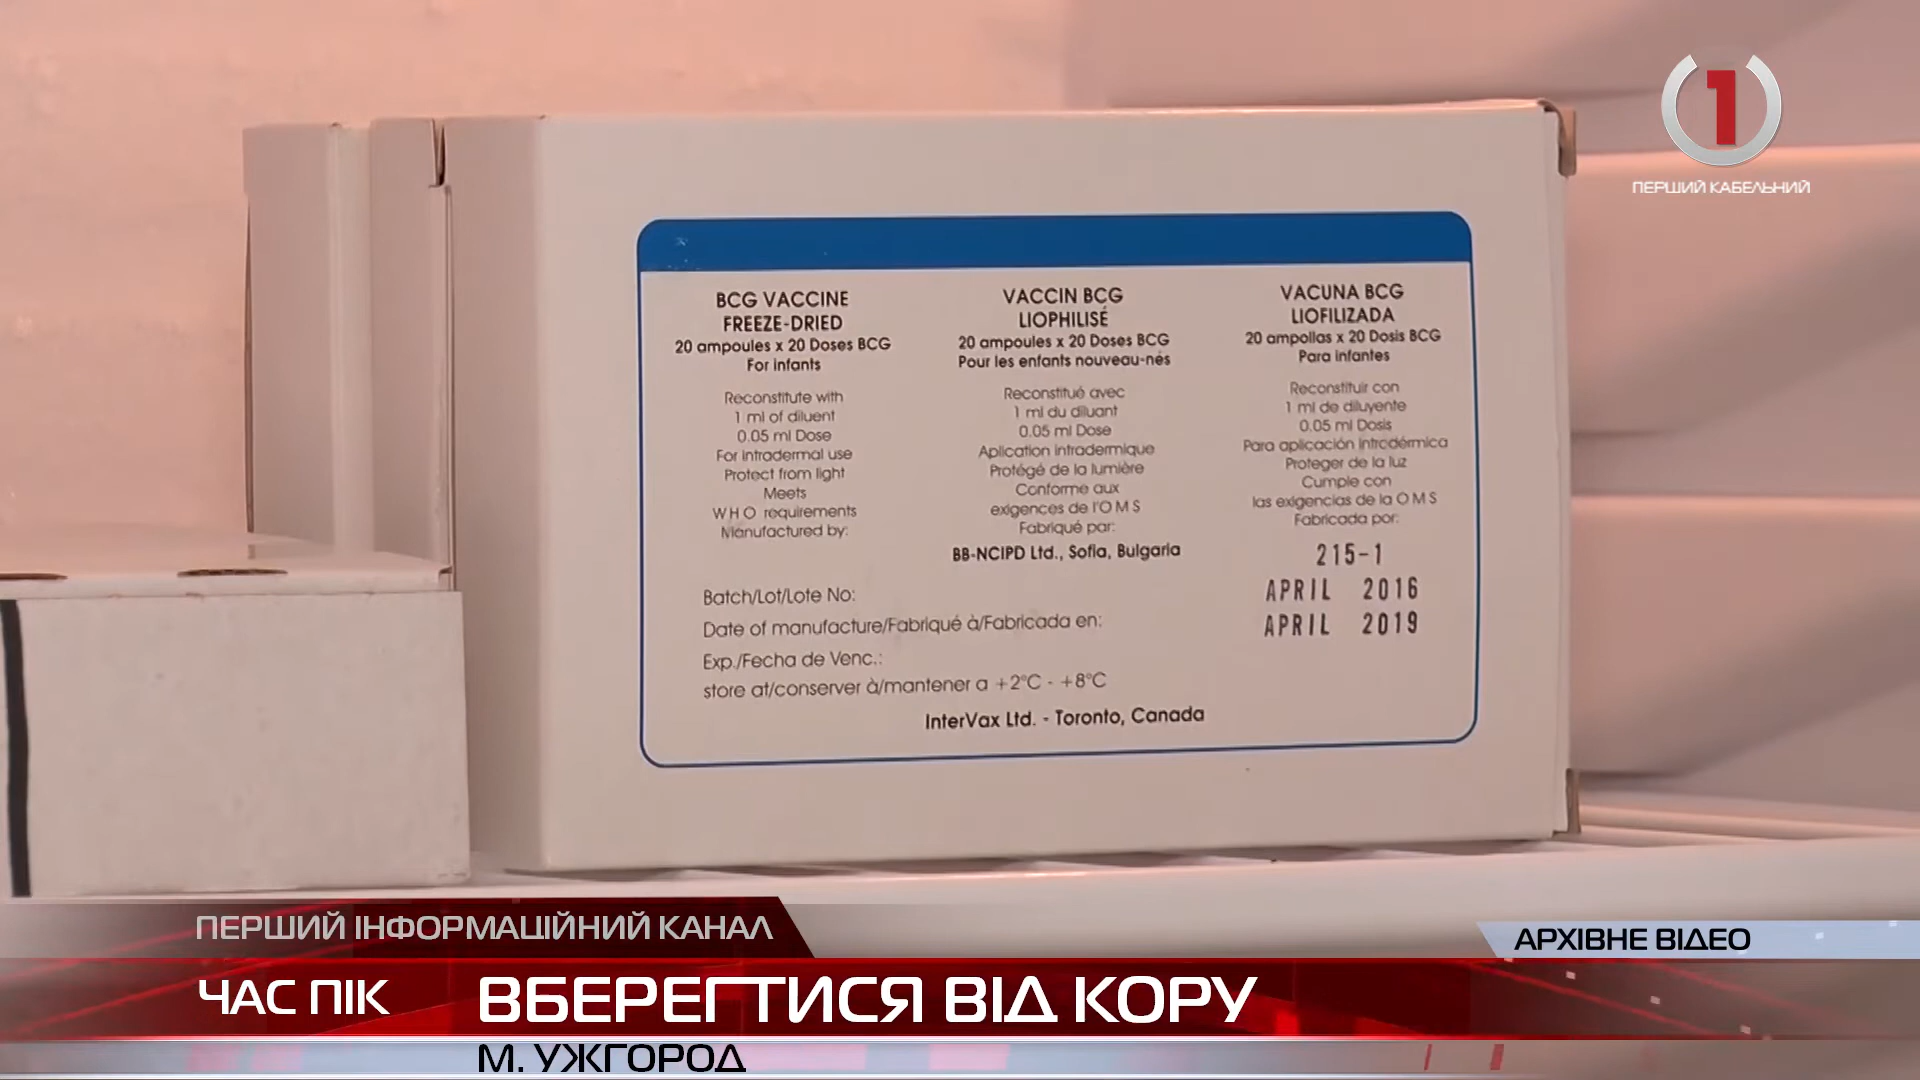 1
ПЕРШИЙ КАБЕЛЬНИЙ
BCG VACCINE
FREEZE-DRIED
20 ampoules x 20 Doses BCG
For infants
Reconstitute with
1 ml of diluent
0.05 ml Dose
For intradermal use
Protect from light
Meets
W H O requirements
Manufactured by:
VACCIN BCG
LIOPHILISÉ
20 ampoules x 20 Doses BCG
Pour les enfants nouveau-nés
Reconstitué avec
1 ml du diluant
0.05 ml Dose
Aplication intradermique
Protégé de la lumière
Conforme aux
exigences de l'O M S
Fabriqué par:
VACUNA BCG
LIOFILIZADA
20 ampollas x 20 Dosis BCG
Para infantes
Reconstituir con
1 ml de diluyente
0.05 ml Dosis
Para aplicación intradérmica
Proteger de la luz
Cumple con
las exigencias de la O M S
Fabricada por:
BB-NCIPD Ltd., Sofia, Bulgaria
Batch/Lot/Lote No: 215-1
Date of manufacture/Fabriqué à/Fabricada en: APRIL 2016
Exp./Fecha de Venc.: APRIL 2019
store at/conserver à/mantener a +2°C - +8°C
InterVax Ltd. - Toronto, Canada
ПЕРШИЙ ІНФОРМАЦІЙНИЙ КАНАЛ
АРХІВНЕ ВІДЕО
ЧАС ПІК
ВБЕРЕГТИСЯ ВІД КОРУ
М. УЖГОРОД